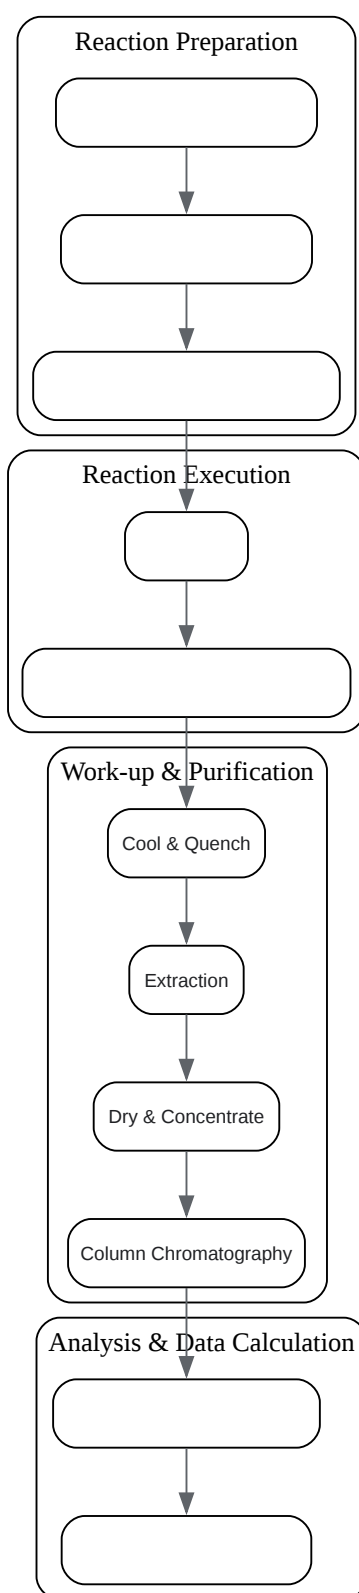 Reaction Preparation
Reaction Execution
Work-up & Purification
Cool & Quench
Extraction
Dry & Concentrate
Column Chromatography
Analysis & Data Calculation